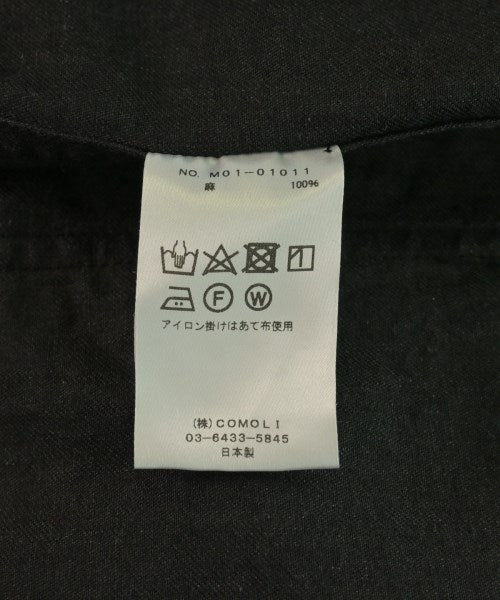 NO. M01-01011
麻 100%
F W
アイロン掛けはあて布使用
(株)COMOLI
03-6433-5845
日本製